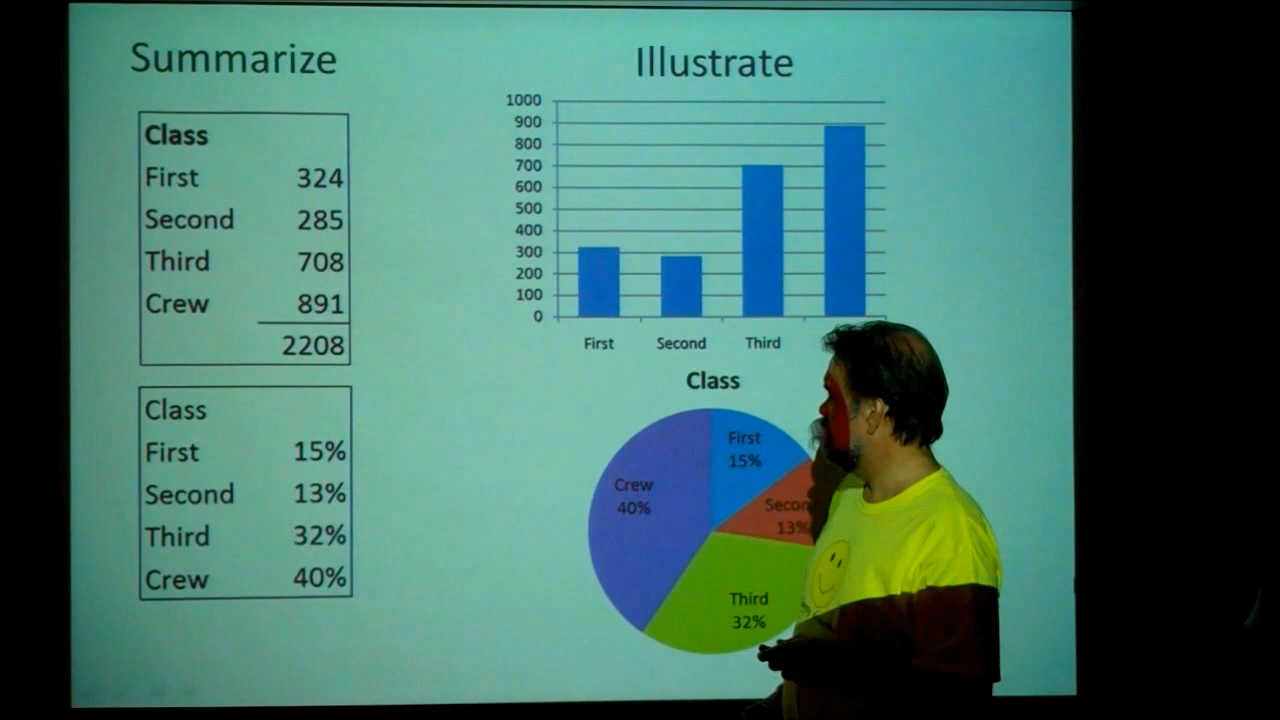 Summarize
Class
First 324
Second 285
Third 708
Crew 891
2208
Class
First 15%
Second 13%
Third 32%
Crew 40%
Illustrate
1000
900
800
700
600
500
400
300
200
100
0
First Second Third
Class
First
15%
Crew
40%
13%
Third
32%